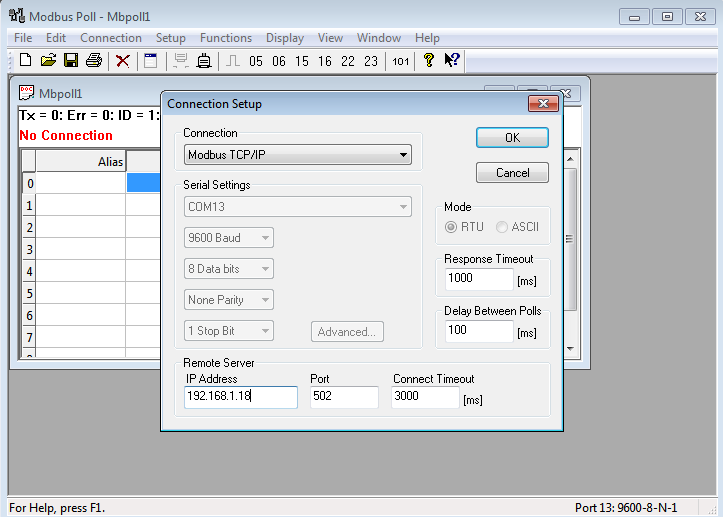 Modbus Poll - Mbpoll1
File Edit Connection Setup Functions Display View Window Help
05 06 15 16 22 23 101
Mbpoll1
Tx = 0: Err = 0: ID = 1:
No Connection
Alias
0
1
2
3
4
5
6
7
Connection Setup
Connection
Modbus TCP/IP
OK
Cancel
Serial Settings
COM13
9600 Baud
8 Data bits
None Parity
1 Stop Bit
Advanced...
Mode
RTU ASCII
Response Timeout
1000 [ms]
Delay Between Polls
100 [ms]
Remote Server
IP Address Port Connect Timeout
192.168.1.18 502 3000 [ms]
For Help, press F1. Port 13: 9600-8-N-1